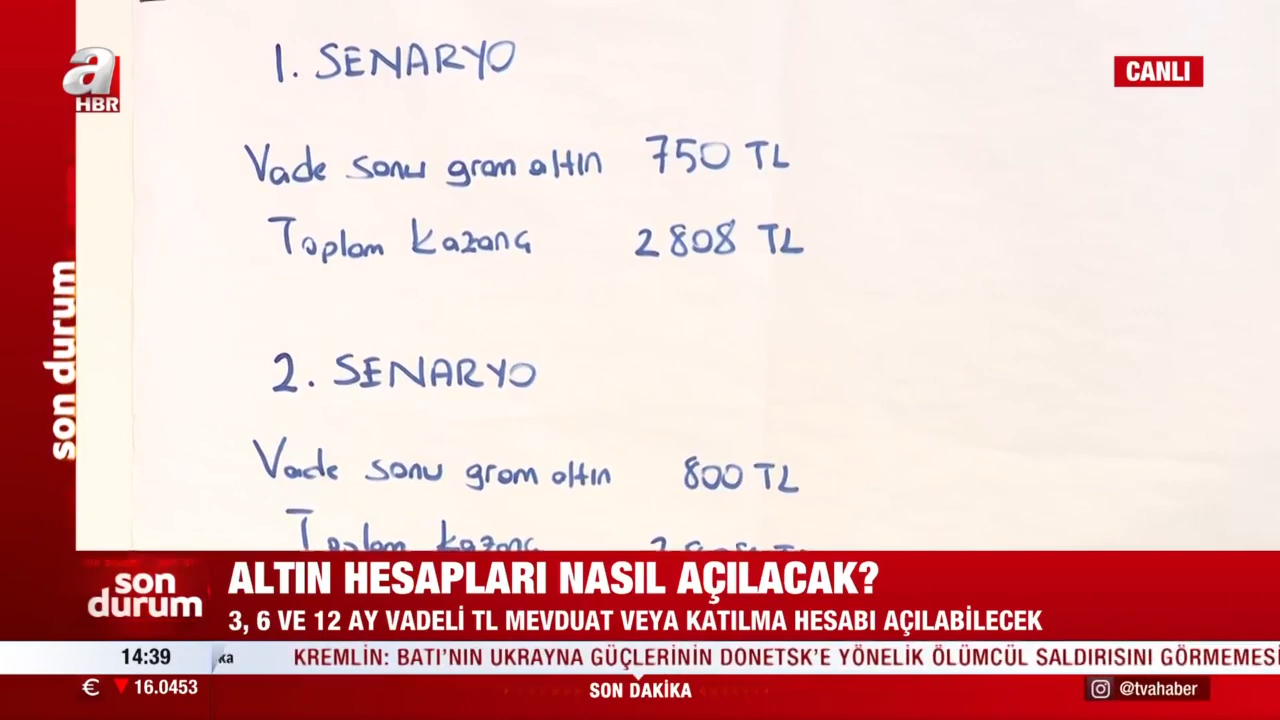 a
HBR
CANLI
1. SENARYO
Vade sonu gram altın 750 TL
Toplam kazanç 2808 TL
2. SENARYO
Vade sonu gram altın 800 TL
Toplam kazanç
son durum
son
durum
ALTIN HESAPLARI NASIL AÇILACAK?
3, 6 VE 12 AY VADELİ TL MEVDUAT VEYA KATILMA HESABI AÇILABİLECEK
14:39
ka KREMLİN: BATI'NIN UKRAYNA GÜÇLERİNİN DONETSK'E YÖNELİK ÖLÜMCÜL SALDIRISINI GÖRMEMESİ
€ ▼ 16.0453
SON DAKİKA
@tvahaber